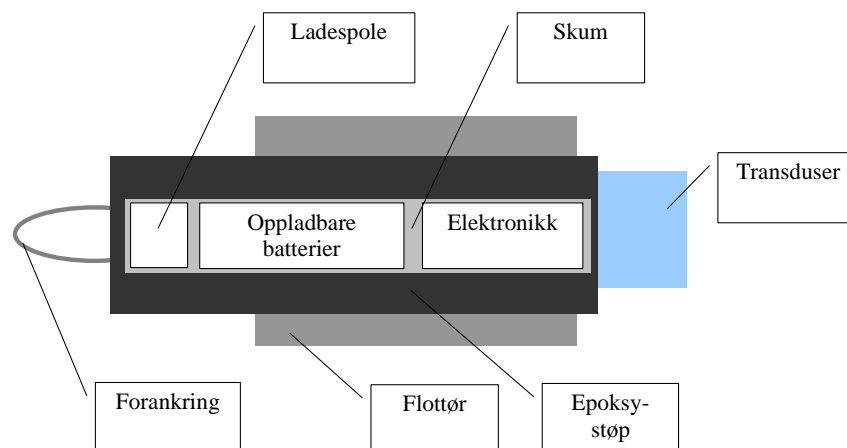 Ladespole
Skum
Transduser
Oppladbare
batterier
Elektronikk
Forankring
Flottør
Epoksy-
støp